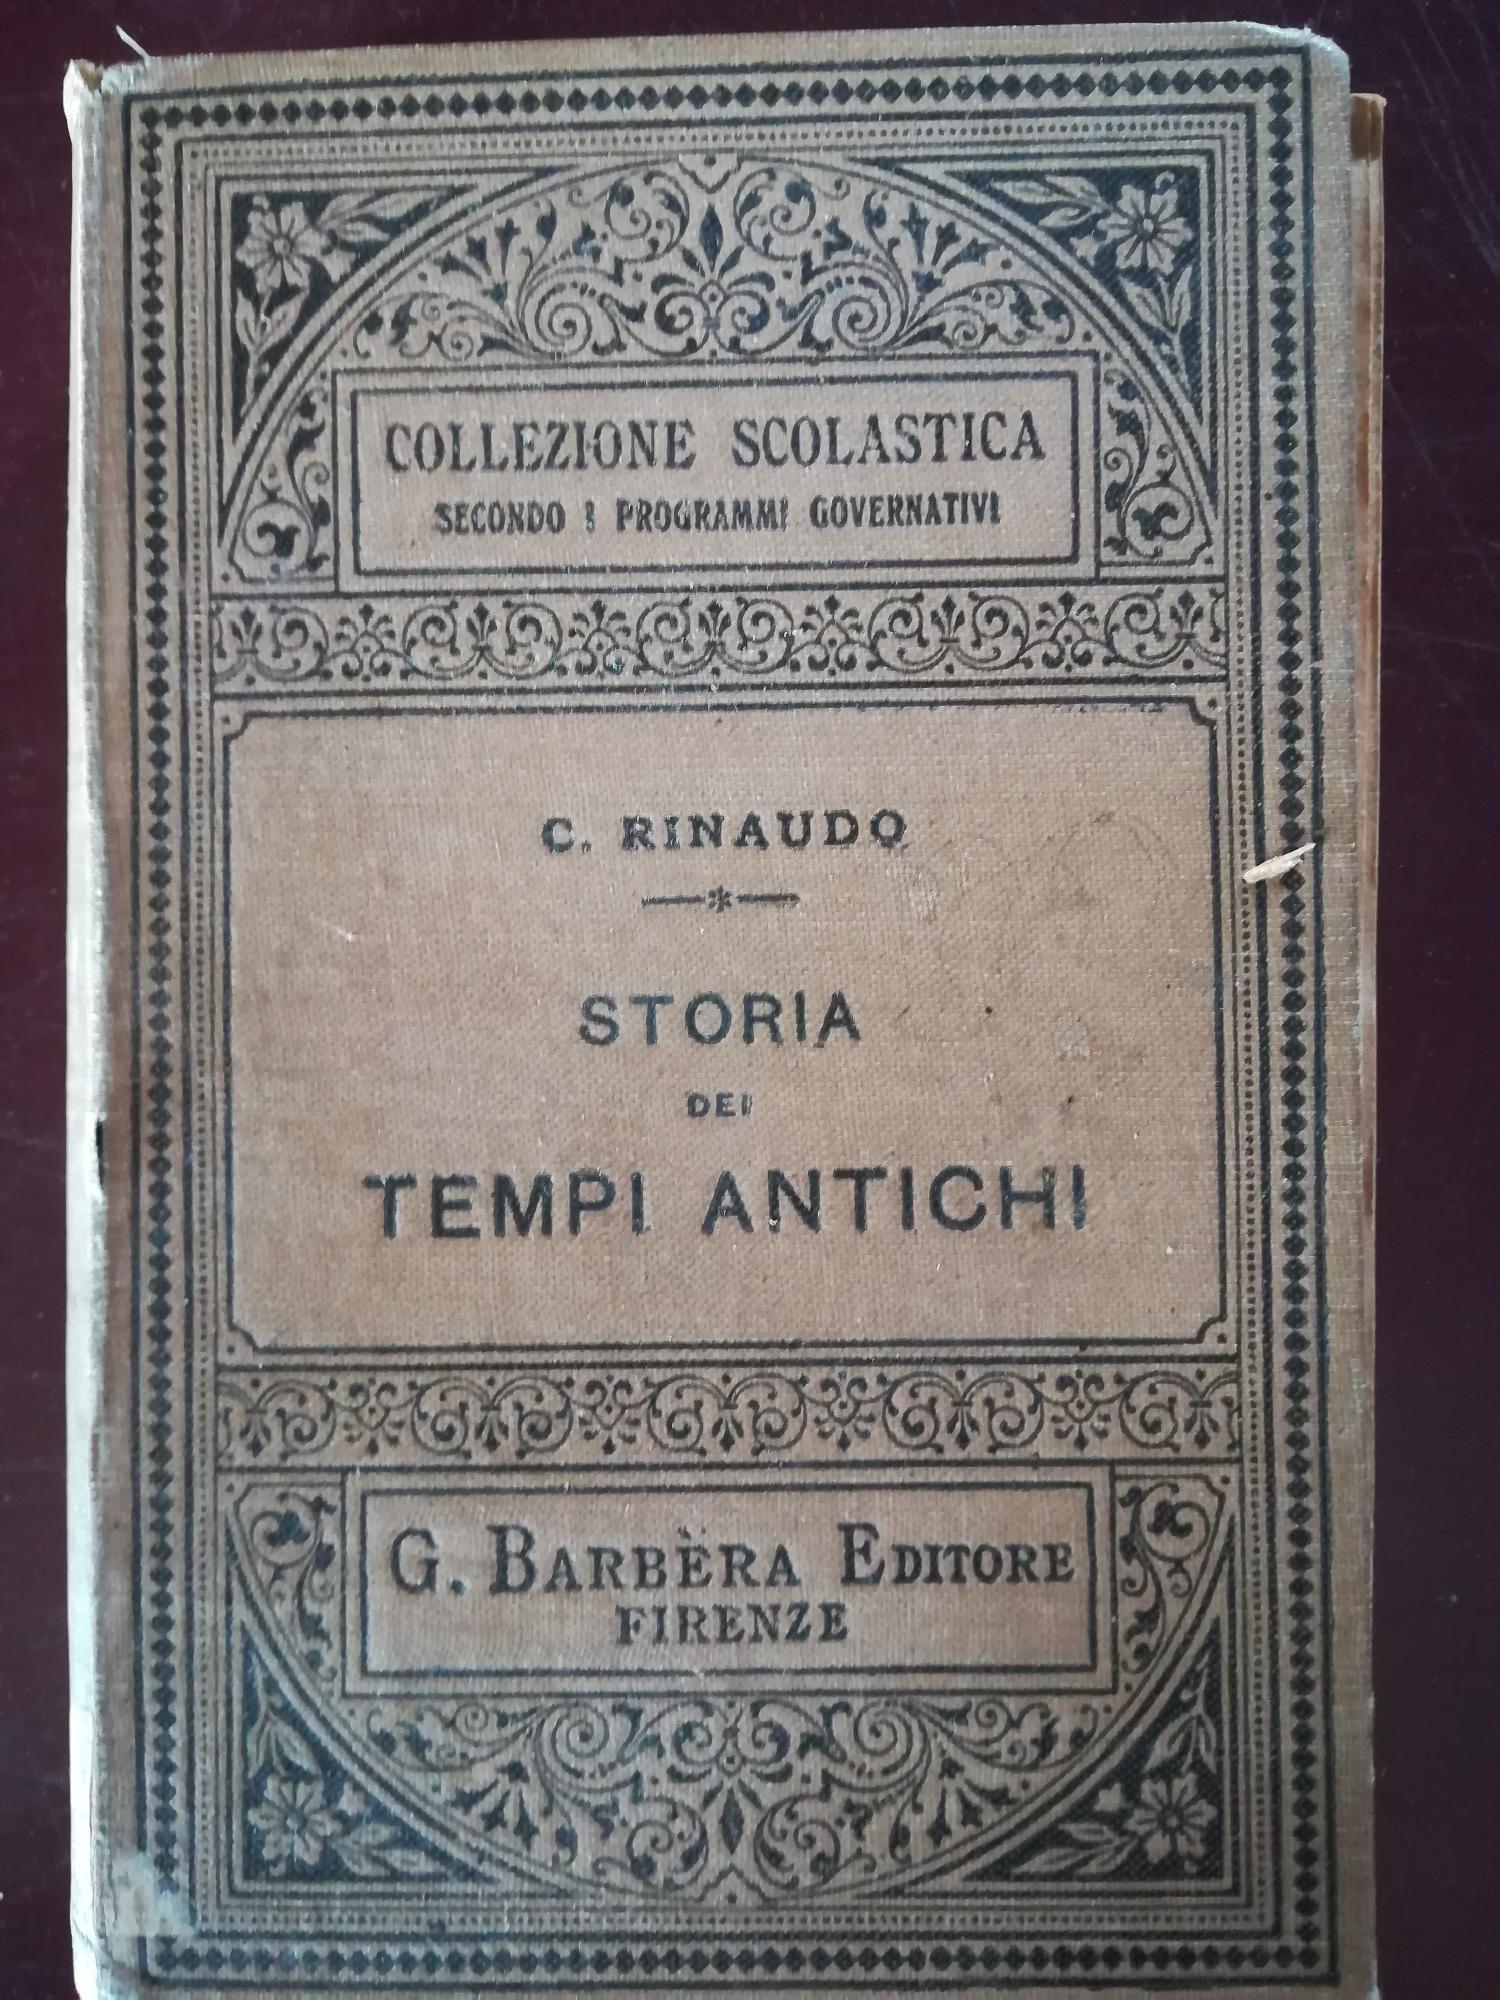 COLLEZIONE SCOLASTICA
SECONDO I PROGRAMMI GOVERNATIVI
C. RINAUDO
STORIA
DEI
TEMPI ANTICHI
G. BARBÈRA EDITORE
FIRENZE